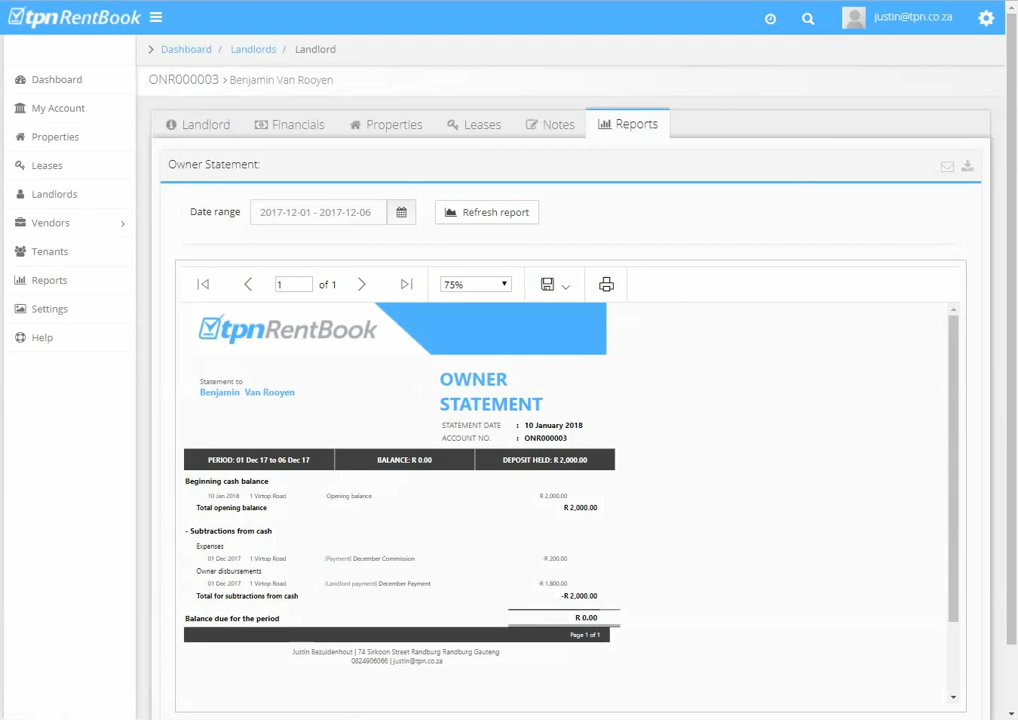 tpnRentBook
justin@tpn.co.za
Dashboard / Landlords / Landlord
ONR000003 > Benjamin Van Rooyen
Dashboard
My Account
Properties
Leases
Landlords
Vendors
Tenants
Reports
Settings
Help
Landlord Financials Properties Leases Notes Reports
Owner Statement:
Date range 2017-12-01 - 2017-12-06 Refresh report
1 of 1 75%
tpnRentBook
Statement to
Benjamin Van Rooyen
OWNER
STATEMENT
STATEMENT DATE : 10 January 2018
ACCOUNT NO. : ONR000003
PERIOD: 01 Dec 17 to 06 Dec 17 BALANCE: R 0.00 DEPOSIT HELD: R 2,000.00
Beginning cash balance
10 Jan 2018 1 Virtop Road Opening balance R 2,000.00
Total opening balance R 2,000.00
- Subtractions from cash
Expenses
01 Dec 2017 1 Virtop Road [Payment] December Commission -R 200.00
Owner disbursements
01 Dec 2017 1 Virtop Road [Landlord payment] December Payment -R 1,800.00
Total for subtractions from cash -R 2,000.00
Balance due for the period R 0.00
Page 1 of 1
Justin Bezuidenhout | 74 Sirkoon Street Randburg Randburg Gauteng
0824906066 | justin@tpn.co.za